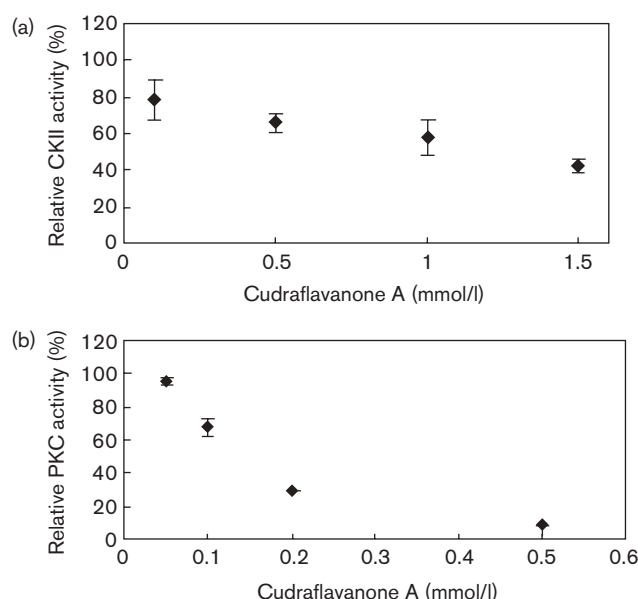 (a)
Relative CKII activity (%)
120
100
80
60
40
20
0
0 0.5 1 1.5
Cudraflavanone A (mmol/l)
(b)
Relative PKC activity (%)
120
100
80
60
40
20
0
0 0.1 0.2 0.3 0.4 0.5 0.6
Cudraflavanone A (mmol/l)